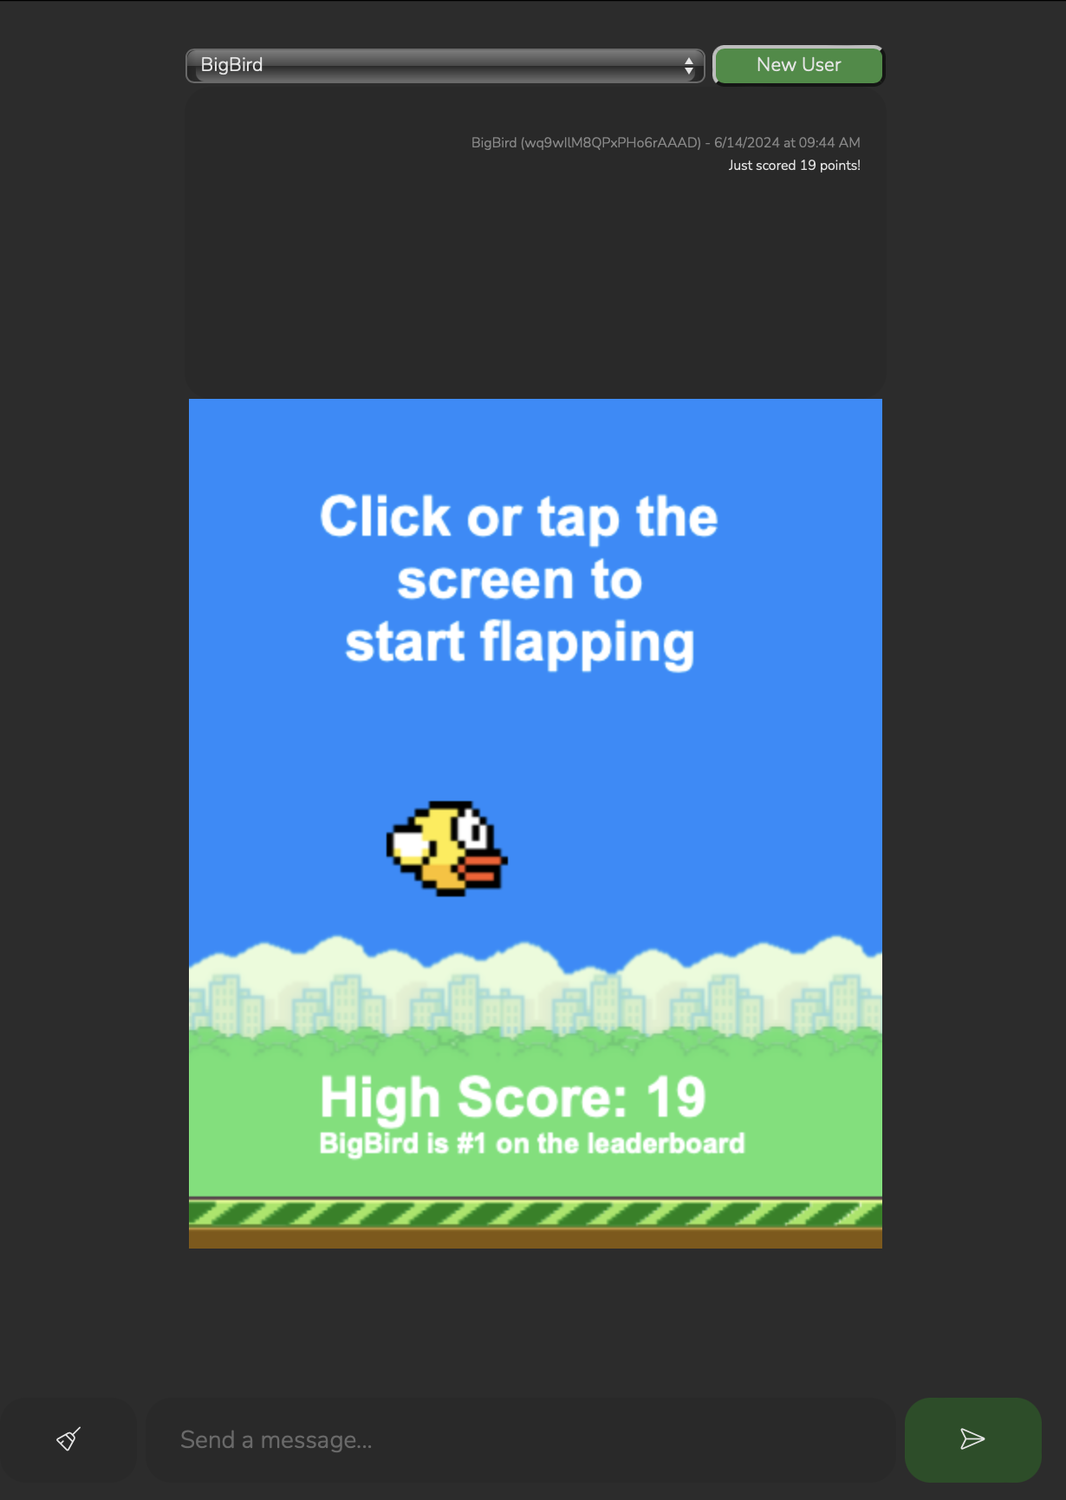 BigBird
New User
BigBird (wq9wIlM8QPxPHo6rAAAD) - 6/14/2024 at 09:44 AM
Just scored 19 points!
Click or tap the
screen to
start flapping
High Score: 19
BigBird is #1 on the leaderboard
Send a message...